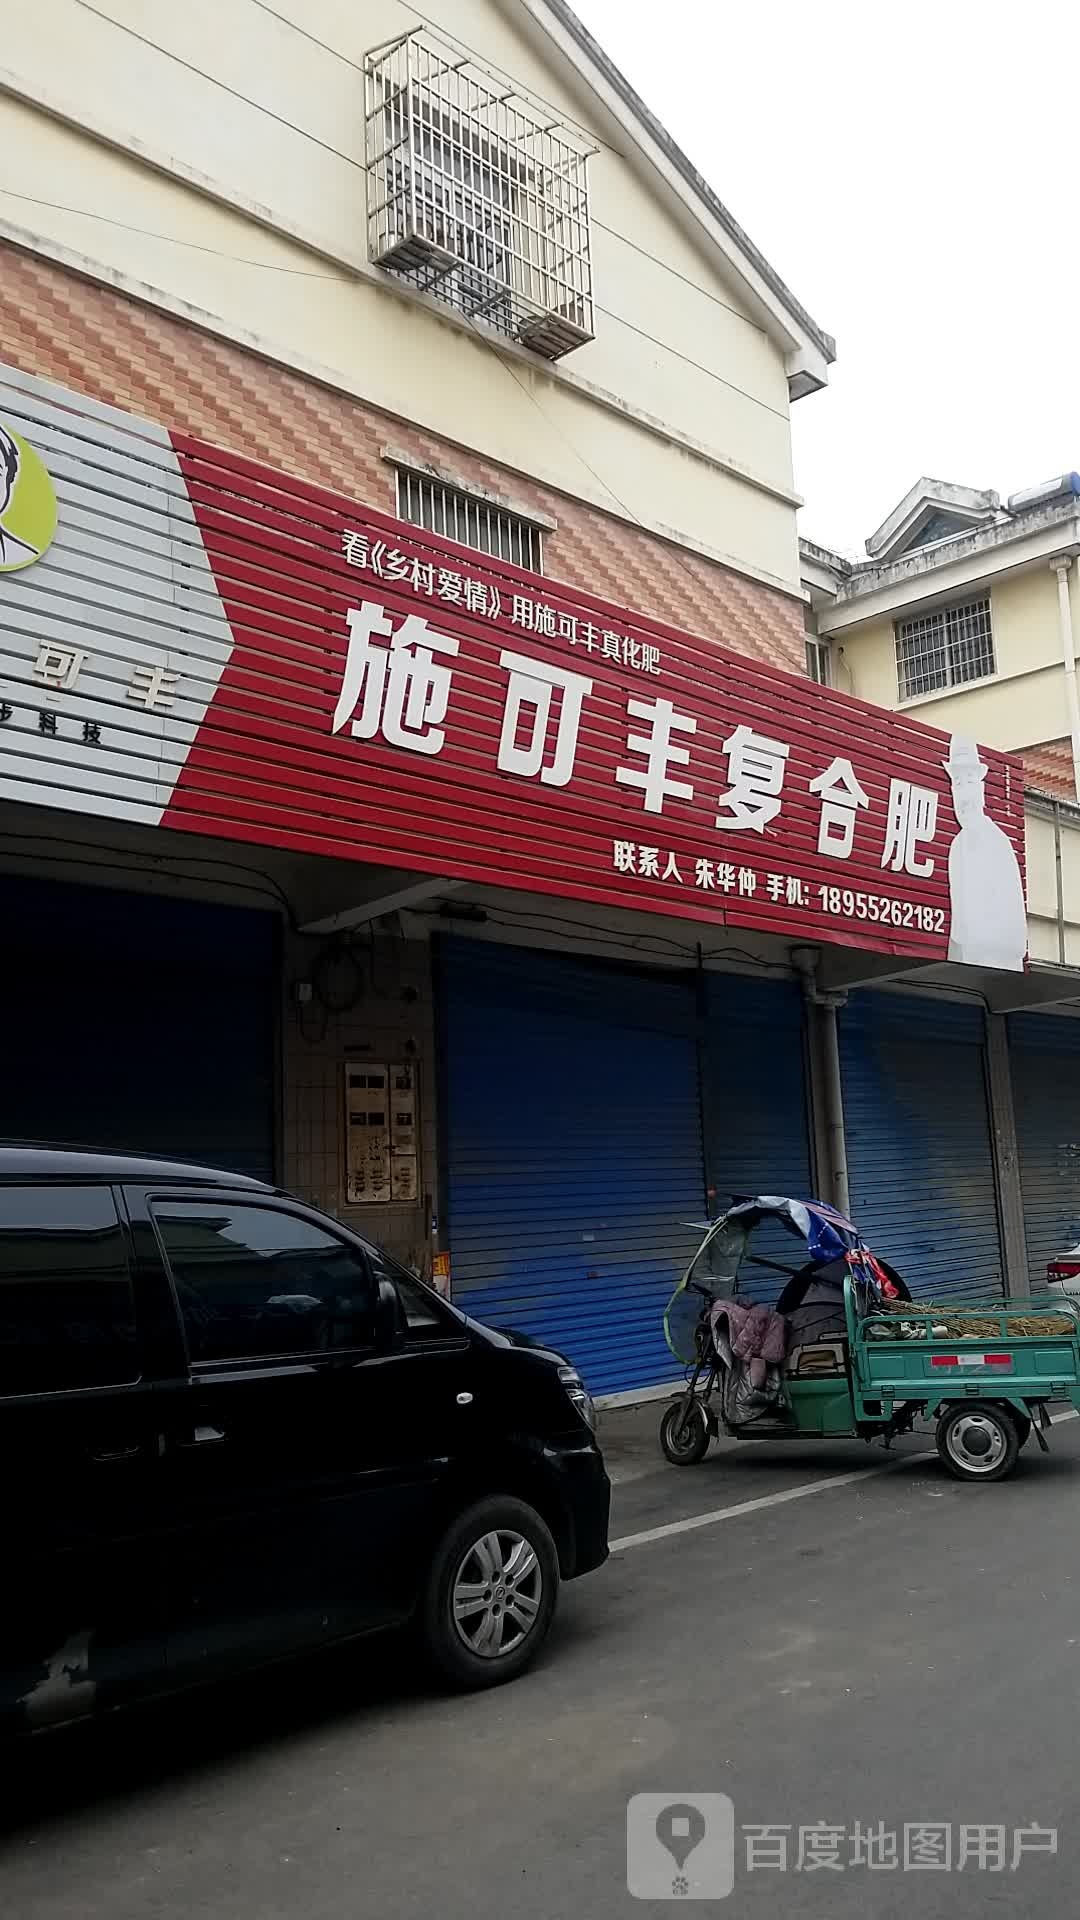 看《乡村爱情》用施可丰真化肥
施可丰复合肥
联系人 朱华仲 手机: 18955262182
可丰
步科技
百度地图用户